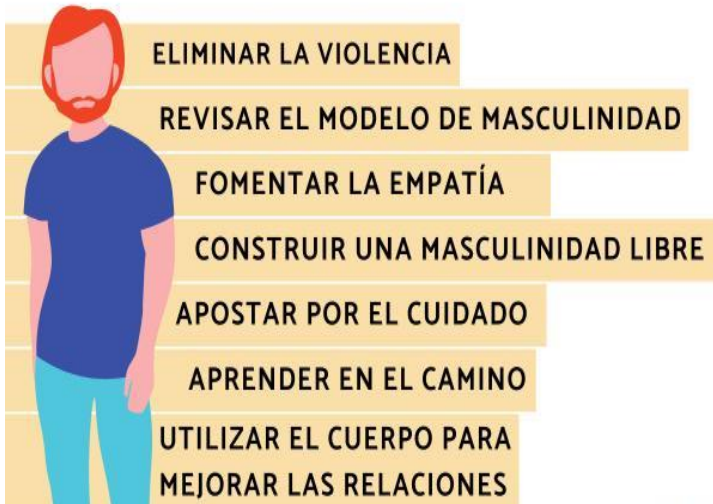 ELIMINAR LA VIOLENCIA
REVISAR EL MODELO DE MASCULINIDAD
FOMENTAR LA EMPATÍA
CONSTRUIR UNA MASCULINIDAD LIBRE
APOSTAR POR EL CUIDADO
APRENDER EN EL CAMINO
UTILIZAR EL CUERPO PARA
MEJORAR LAS RELACIONES